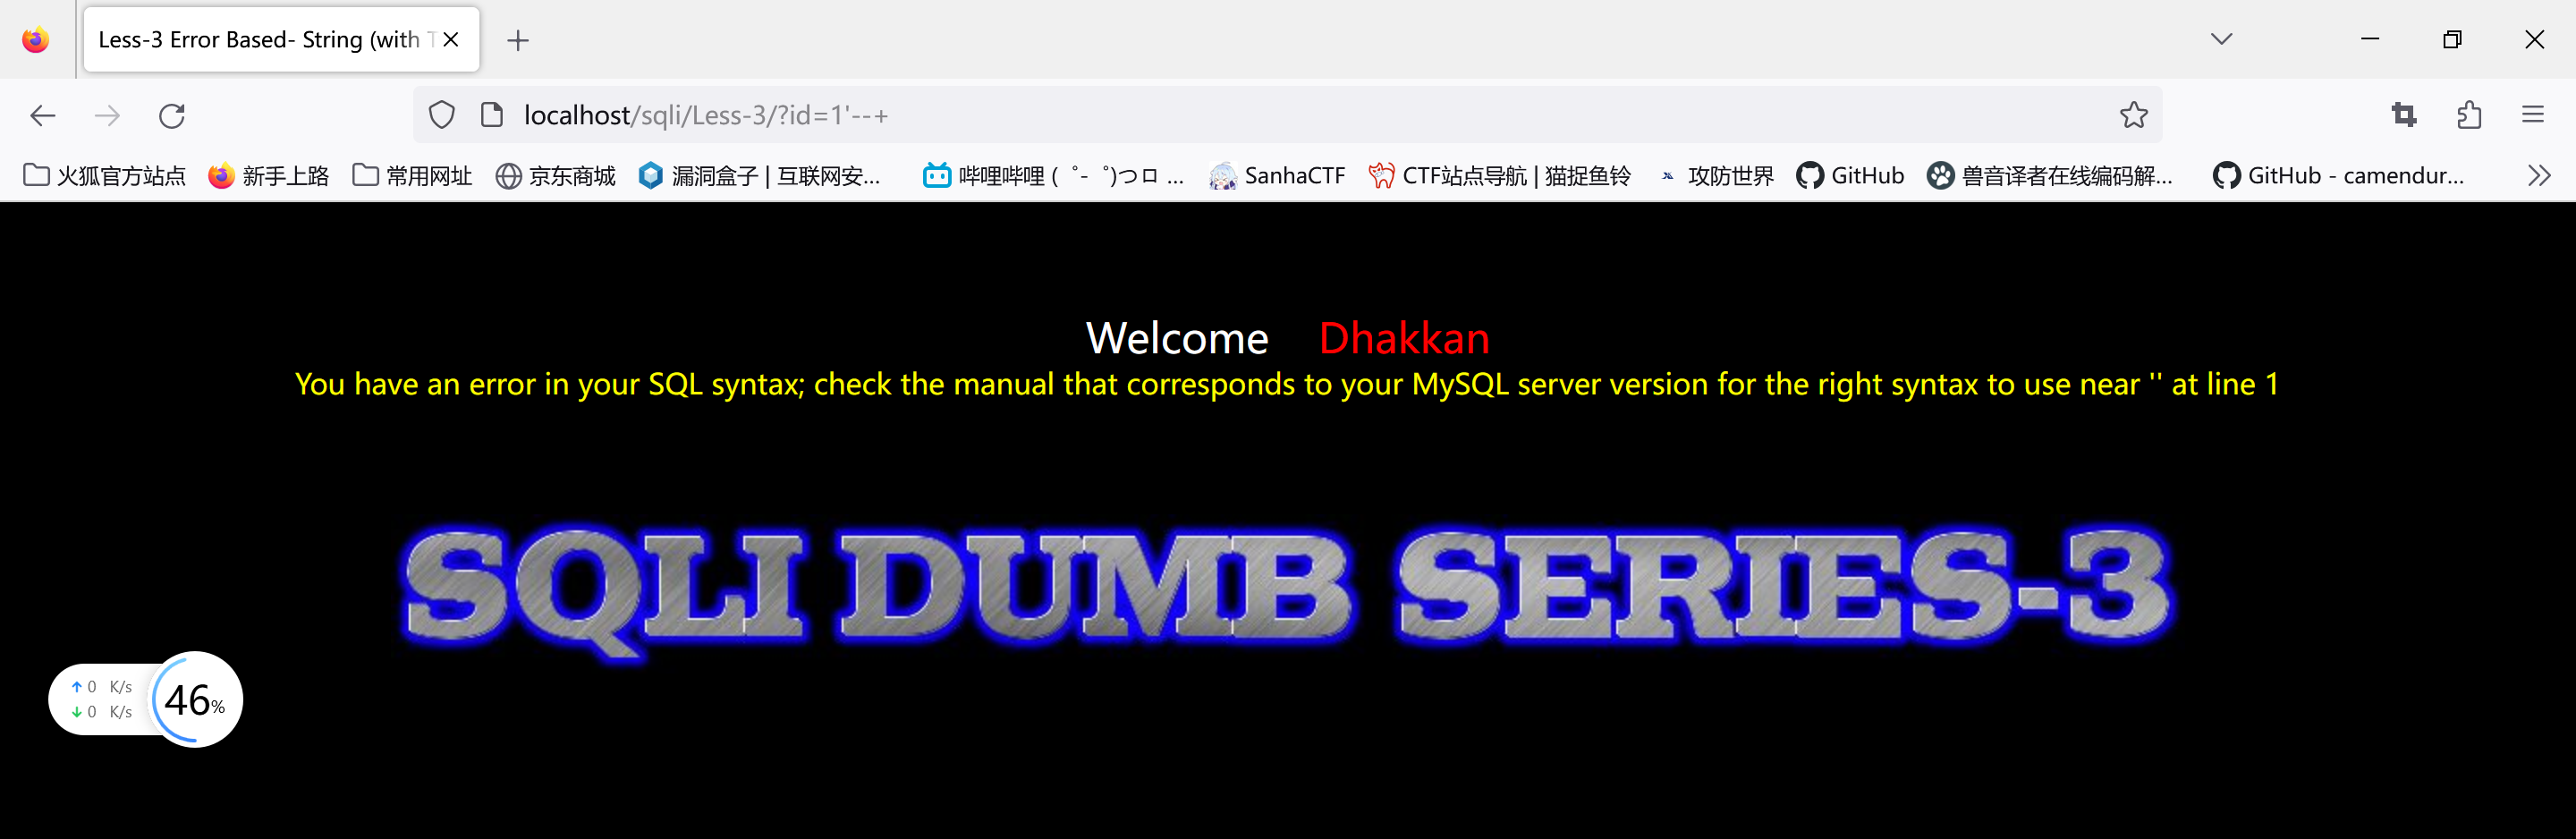 Less-3 Error Based- String (with T
localhost/sqli/Less-3/?id=1'--+
火狐官方站点 新手上路 常用网址 京东商城 漏洞盒子 | 互联网安... 哔哩哔哩 ( ゜- ゜)つロ ... SanhaCTF CTF站点导航 | 猫捉鱼铃 攻防世界 GitHub 兽音译者在线编码解... GitHub - camendur...
Welcome Dhakkan
You have an error in your SQL syntax; check the manual that corresponds to your MySQL server version for the right syntax to use near '' at line 1
SQLI DUMB SERIES-3
0 K/s
0 K/s
46%